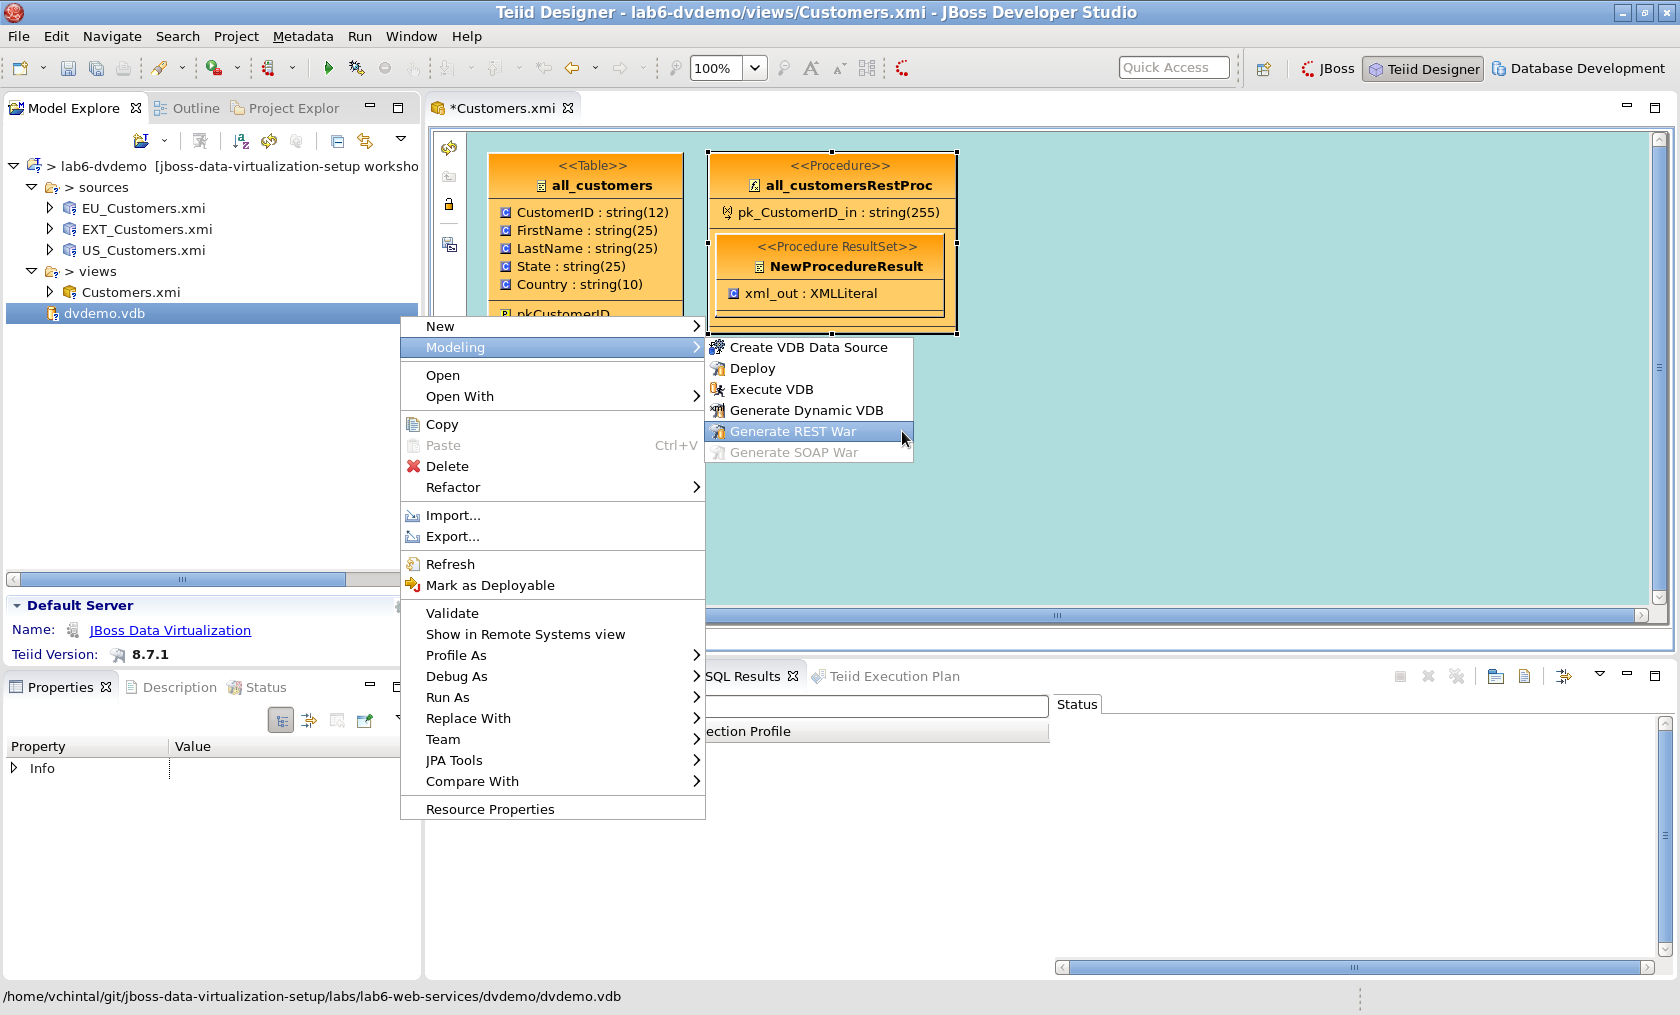 Teiid Designer - lab6-dvdemo/views/Customers.xmi - JBoss Developer Studio
File Edit Navigate Search Project Metadata Run Window Help
100% Quick Access JBoss Teiid Designer Database Development
Model Explore Outline Project Explor
*Customers.xmi
> lab6-dvdemo [jboss-data-virtualization-setup worksho
> sources
EU_Customers.xmi
EXT_Customers.xmi
US_Customers.xmi
> views
Customers.xmi
dvdemo.vdb
<<Table>>
all_customers
CustomerID : string(12)
FirstName : string(25)
LastName : string(25)
State : string(25)
Country : string(10)
pkCustomerID
<<Procedure>>
all_customersRestProc
pk_CustomerID_in : string(255)
<<Procedure ResultSet>>
NewProcedureResult
xml_out : XMLLiteral
New
Modeling
Open
Open With
Copy
Paste Ctrl+V
Delete
Refactor
Import...
Export...
Refresh
Mark as Deployable
Validate
Show in Remote Systems view
Profile As
Debug As
Run As
Replace With
Team
JPA Tools
Compare With
Resource Properties
Create VDB Data Source
Deploy
Execute VDB
Generate Dynamic VDB
Generate REST War
Generate SOAP War
Default Server
Name: JBoss Data Virtualization
Teiid Version: 8.7.1
Properties Description Status
Property Value
Info
SQL Results Teiid Execution Plan
Status
ection Profile
/home/vchintal/git/jboss-data-virtualization-setup/labs/lab6-web-services/dvdemo/dvdemo.vdb